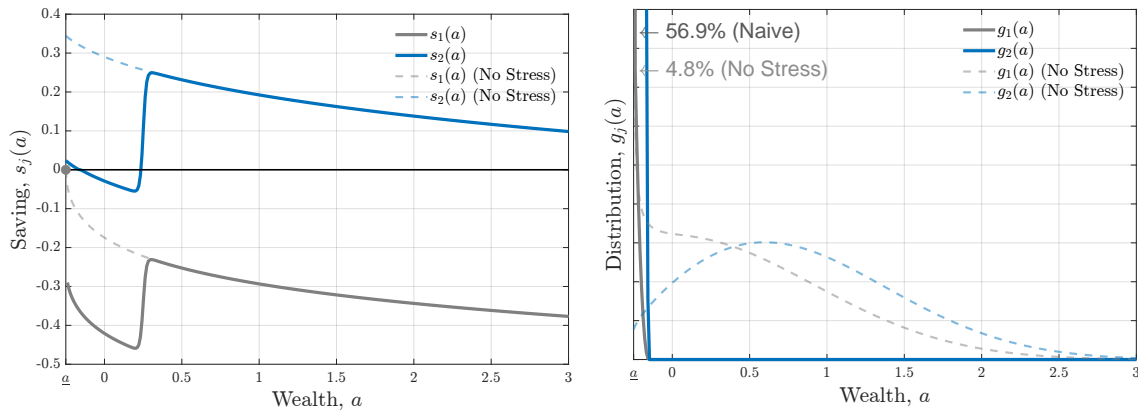 0.4
0.3
0.2
0.1
0
-0.1
-0.2
-0.3
-0.4
-0.5
Saving, s_j(a)
s_1(a)
s_2(a)
s_1(a) (No Stress)
s_2(a) (No Stress)
a 0 0.5 1 1.5 2 2.5 3
Wealth, a
Distribution, g_j(a)
56.9% (Naive)
4.8% (No Stress)
g_1(a)
g_2(a)
g_1(a) (No Stress)
g_2(a) (No Stress)
a 0 0.5 1 1.5 2 2.5 3
Wealth, a